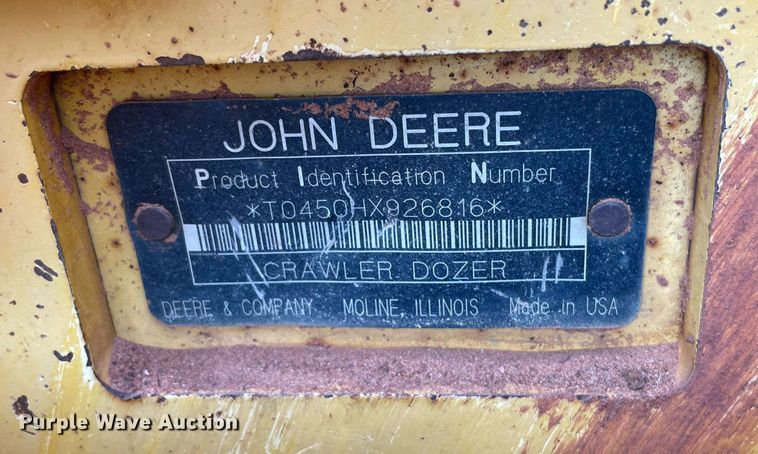 JOHN DEERE
Product Identification Number
*T0450HX926816*
CRAWLER DOZER
DEERE & COMPANY MOLINE, ILLINOIS Made in USA
Purple Wave Auction